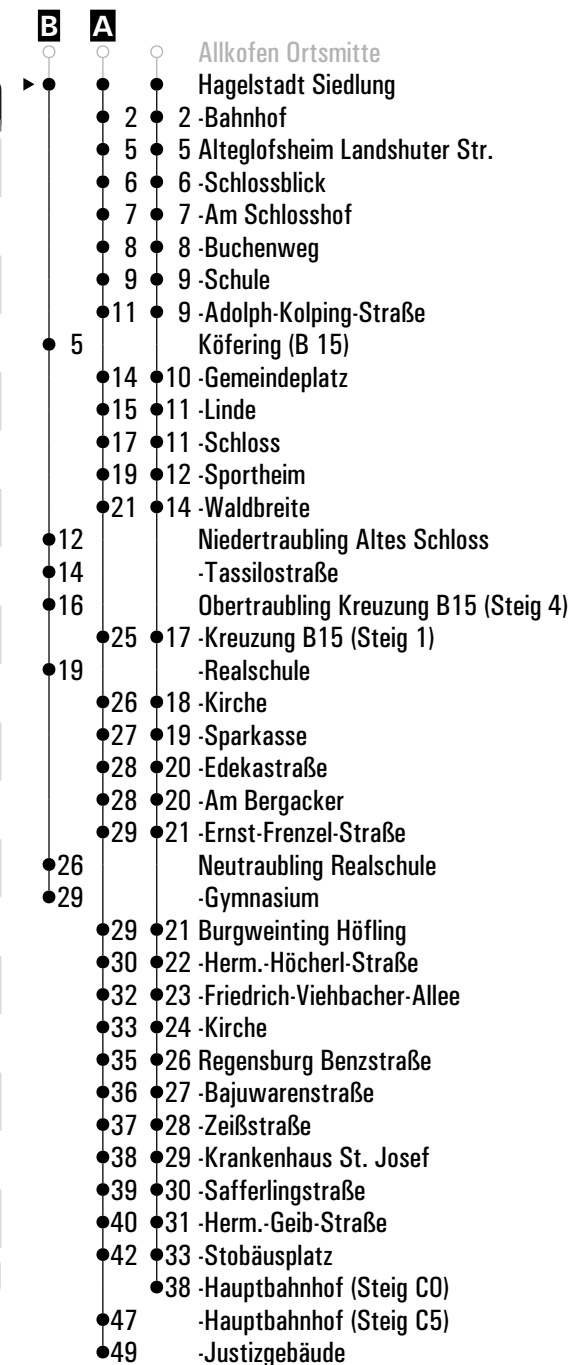 B A
Allkofen Ortsmitte
Hagelstadt Siedlung
2 2 -Bahnhof
5 5 Alteglofsheim Landshuter Str.
6 6 -Schlossblick
7 7 -Am Schlosshof
8 8 -Buchenweg
9 9 -Schule
11 9 -Adolph-Kolping-Straße
5 Köfering (B 15)
14 10 -Gemeindeplatz
15 11 -Linde
17 11 -Schloss
19 12 -Sportheim
21 14 -Waldbreite
12 Niedertraubling Altes Schloss
14 -Tassilostraße
16 Obertraubling Kreuzung B15 (Steig 4)
25 17 -Kreuzung B15 (Steig 1)
19 -Realschule
26 18 -Kirche
27 19 -Sparkasse
28 20 -Edekastraße
28 20 -Am Bergacker
29 21 -Ernst-Frenzel-Straße
26 Neutraubling Realschule
29 -Gymnasium
29 21 Burgweinting Höfling
30 22 -Herm.-Höcherl-Straße
32 23 -Friedrich-Viehbacher-Allee
33 24 -Kirche
35 26 Regensburg Benzstraße
36 27 -Bajuwarenstraße
37 28 -Zeißstraße
38 29 -Krankenhaus St. Josef
39 30 -Safferlingstraße
40 31 -Herm.-Geib-Straße
42 33 -Stobäusplatz
38 -Hauptbahnhof (Steig C0)
47 -Hauptbahnhof (Steig C5)
49 -Justizgebäude